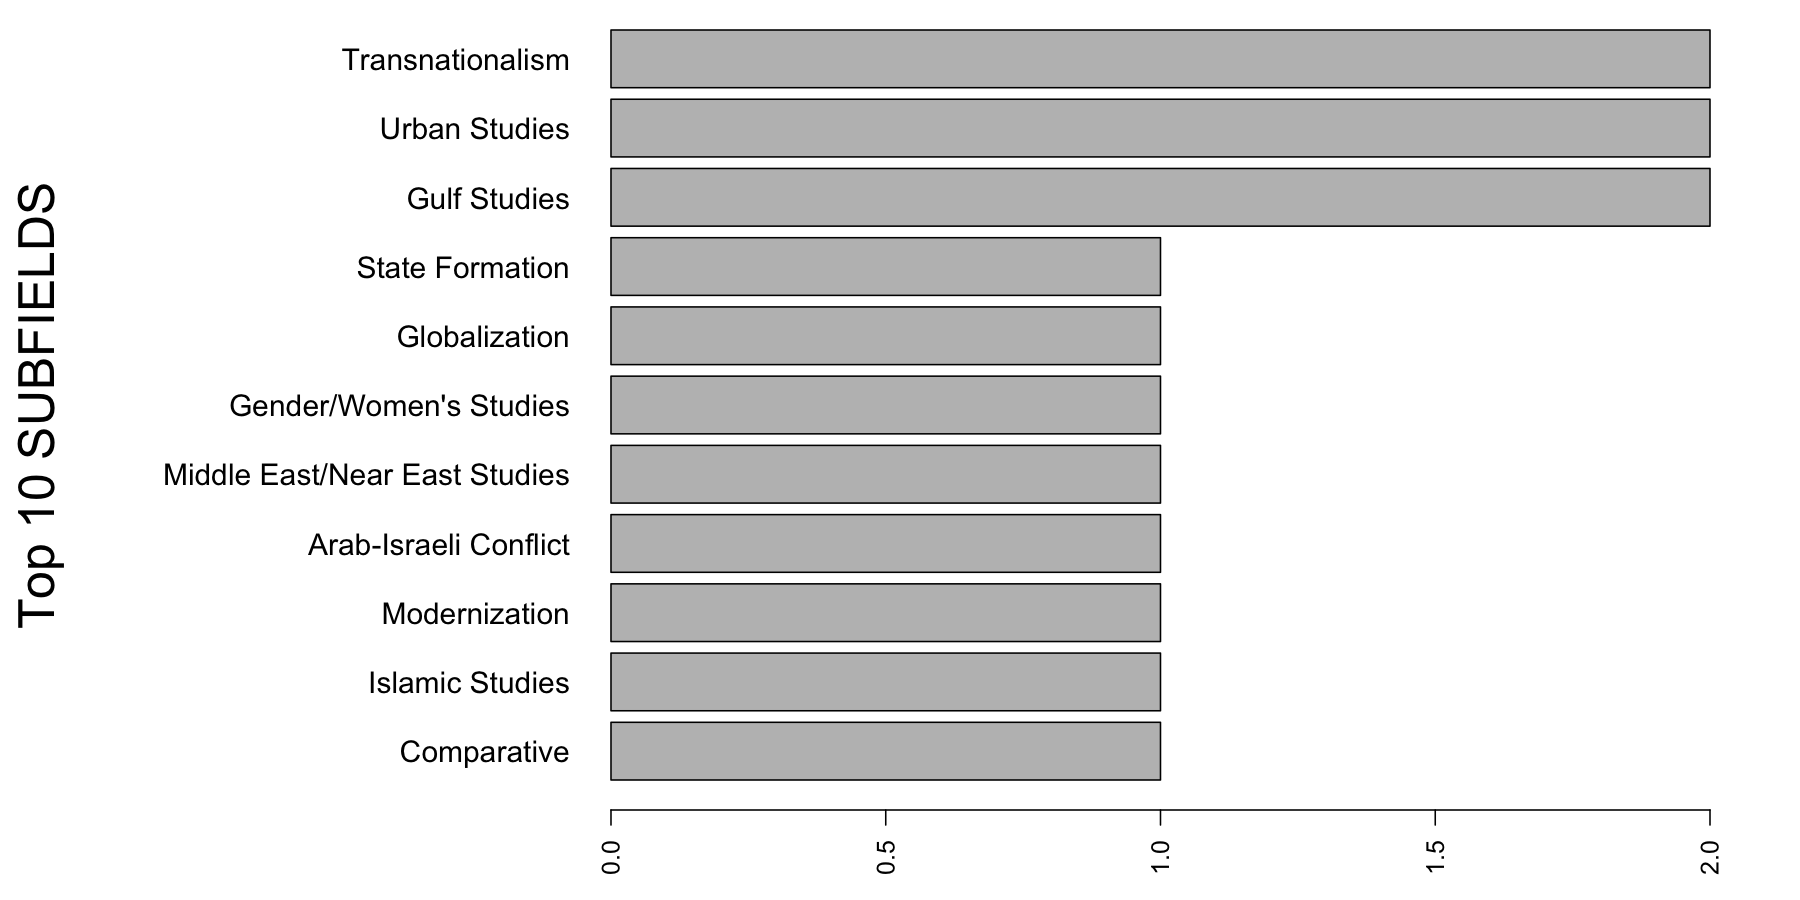 Top 10 SUBFIELDS
Transnationalism
Urban Studies
Gulf Studies
State Formation
Globalization
Gender/Women's Studies
Middle East/Near East Studies
Arab-Israeli Conflict
Modernization
Islamic Studies
Comparative
0.0
0.5
1.0
1.5
2.0